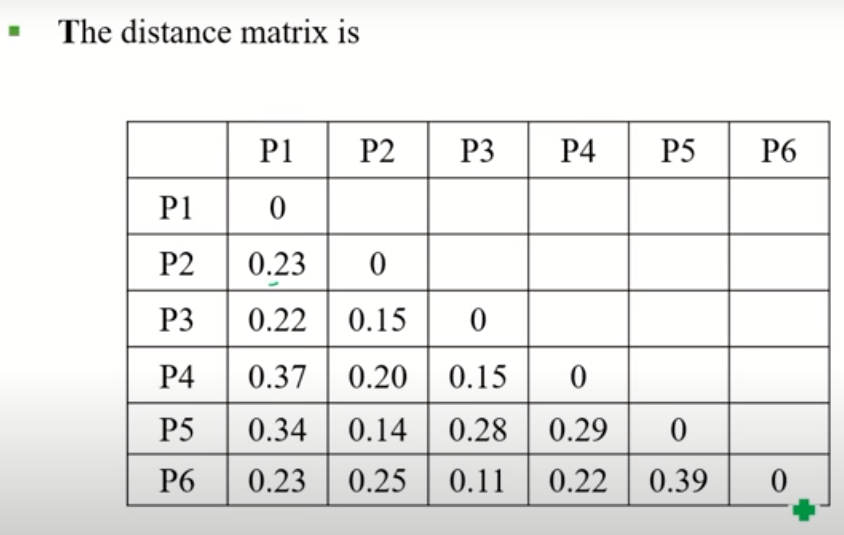 The distance matrix is
P1 P2 P3 P4 P5 P6
P1 0
P2 0.23 0
P3 0.22 0.15 0
P4 0.37 0.20 0.15 0
P5 0.34 0.14 0.28 0.29 0
P6 0.23 0.25 0.11 0.22 0.39 0